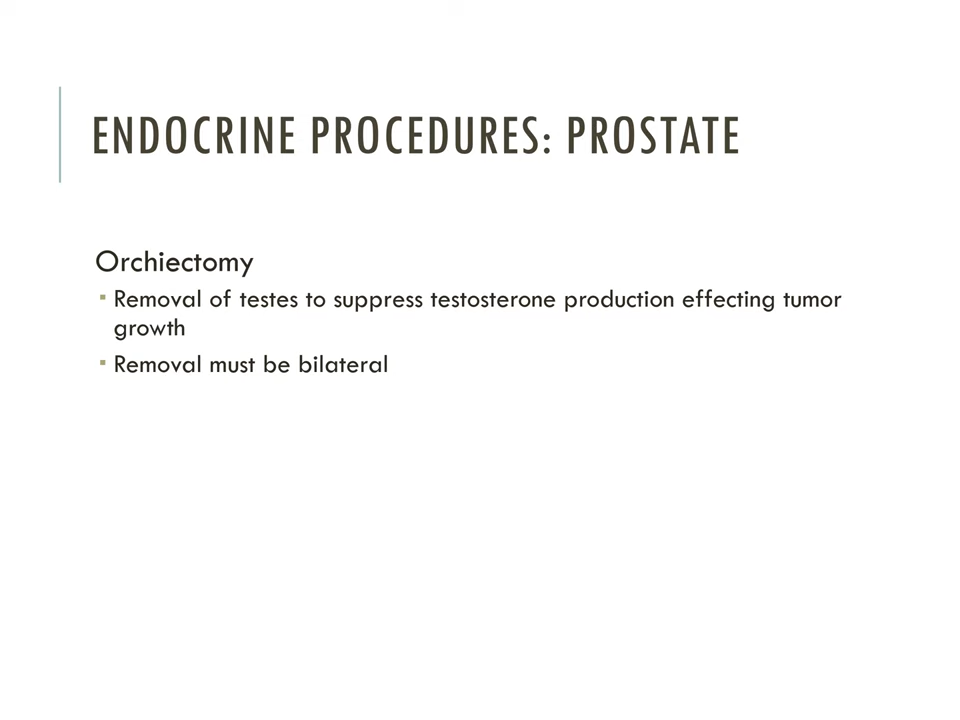 ENDOCRINE PROCEDURES: PROSTATE
Orchiectomy
▪ Removal of testes to suppress testosterone production effecting tumor
growth
▪ Removal must be bilateral